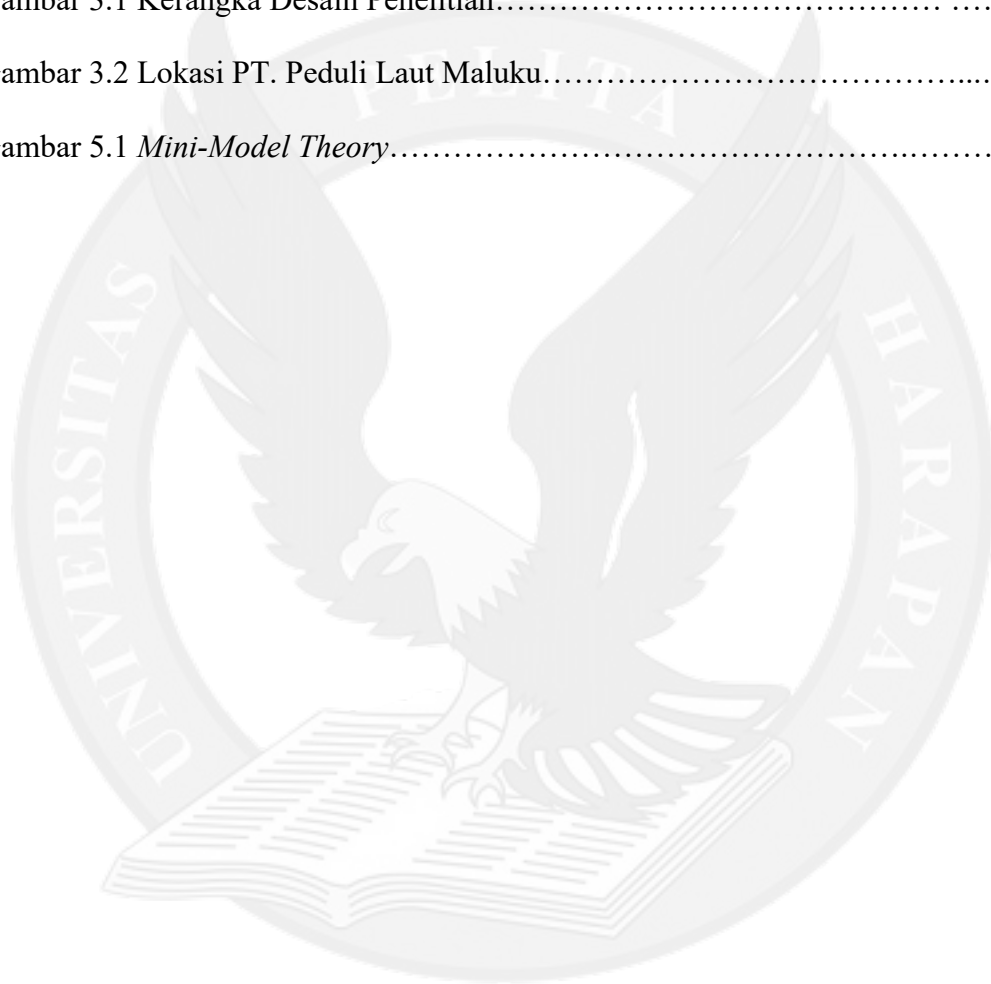 ambar 3.1 Kerangka Desain Penelitian…………………………………… ….
ambar 3.2 Lokasi PT. Peduli Laut Maluku…………………………………....
ambar 5.1 Mini-Model Theory…………………………………………….………
UNIVERSITAS PELITA HARAPAN